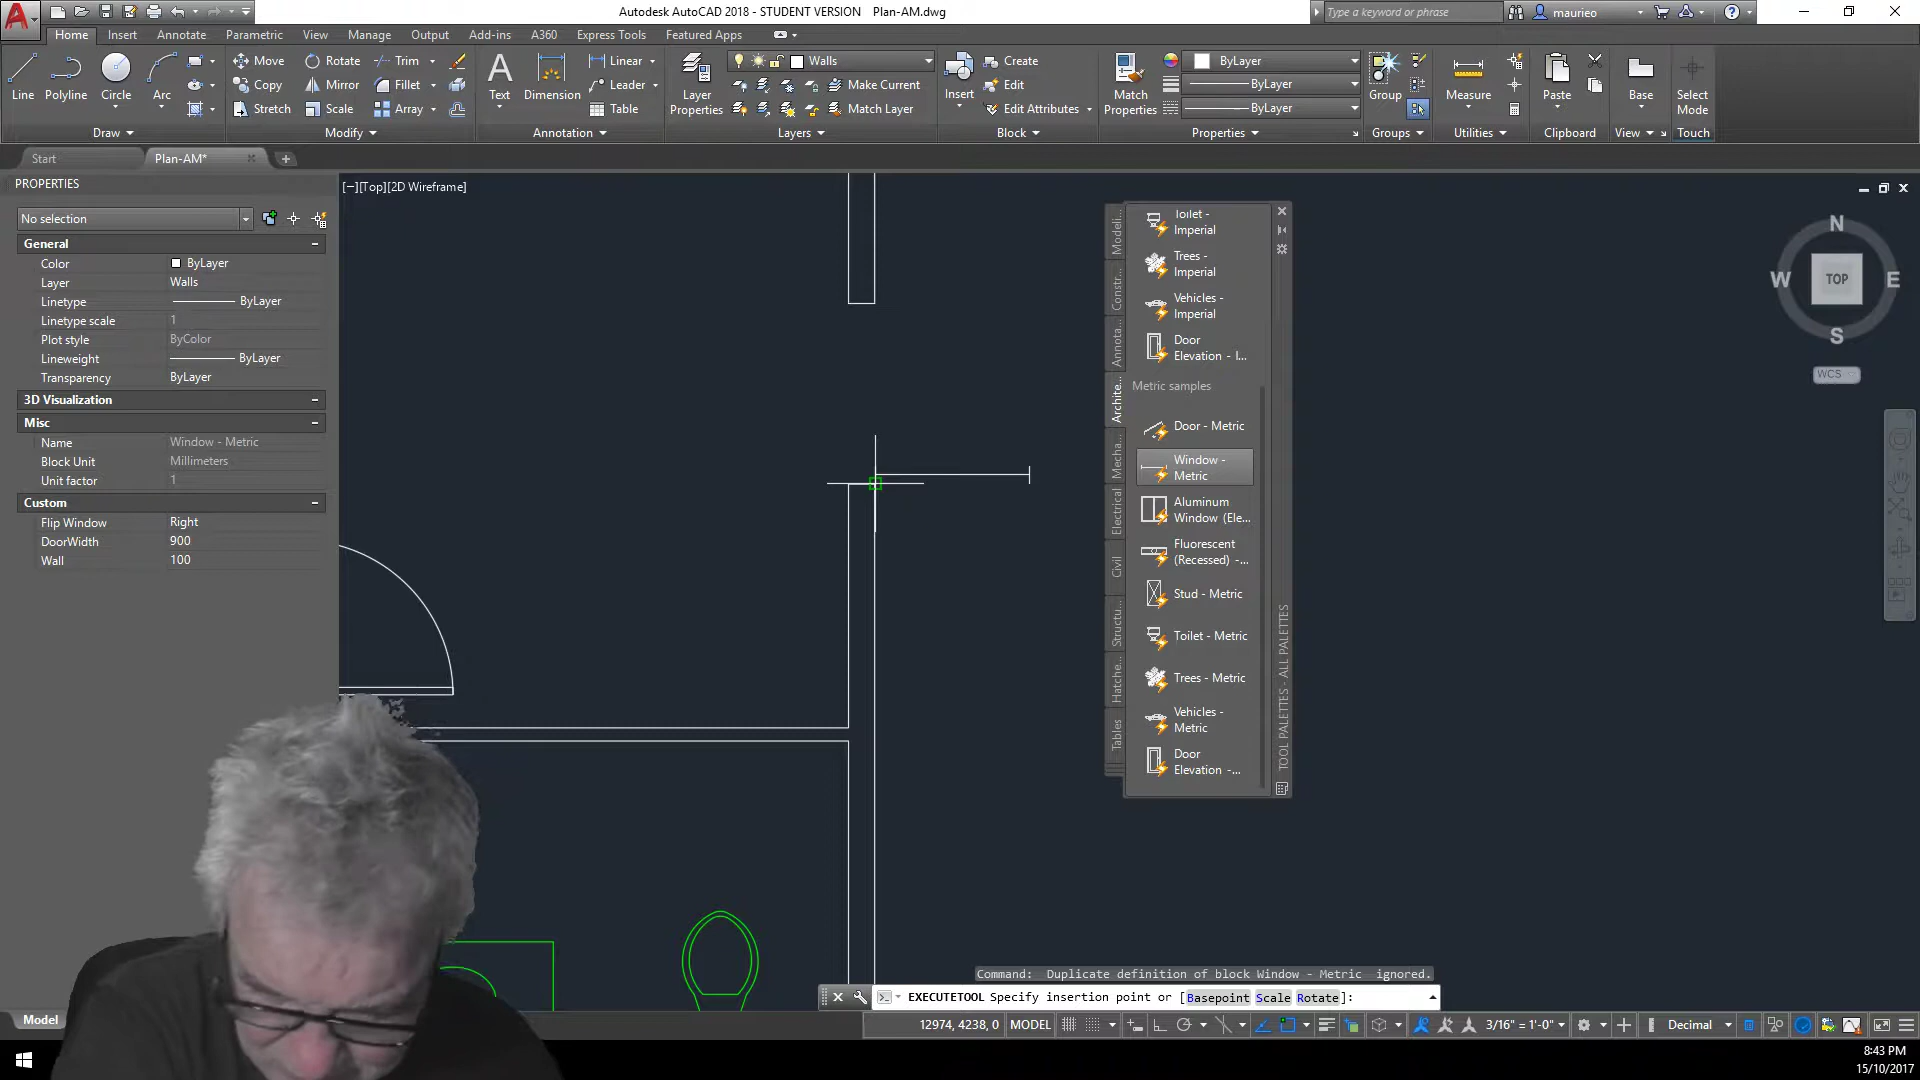 Autodesk AutoCAD 2018 - STUDENT VERSION Plan-AM.dwg
Type a keyword or phrase
maurieo
Home Insert Annotate Parametric View Manage Output Add-ins A360 Express Tools Featured Apps
Line Polyline Circle Arc
Move Rotate Trim
Copy Mirror Fillet
Stretch Scale Array
Text Dimension
Linear
Leader
Table
Layer Properties
Walls
Make Current
Match Layer
Insert
Create
Edit
Edit Attributes
Match Properties
ByLayer
ByLayer
ByLayer
Group
Measure
Paste
Base
Select Mode
Draw Modify Annotation Layers Block Properties Groups Utilities Clipboard View Touch
Start Plan-AM*
PROPERTIES
No selection
General
Color ByLayer
Layer Walls
Linetype ByLayer
Linetype scale 1
Plot style ByColor
Lineweight ByLayer
Transparency ByLayer
3D Visualization
Misc
Name Window - Metric
Block Unit Millimeters
Unit factor 1
Custom
Flip Window Right
DoorWidth 900
Wall 100
[−][Top][2D Wireframe]
Modeli...
Constr...
Annota...
Archite...
Mecha...
Electrical
Civil
Structu...
Hatche...
Tables
Toilet - Imperial
Trees - Imperial
Vehicles - Imperial
Door Elevation - I...
Metric samples
Door - Metric
Window - Metric
Aluminum Window (Ele...
Fluorescent (Recessed) -...
Stud - Metric
Toilet - Metric
Trees - Metric
Vehicles - Metric
Door Elevation -...
TOOL PALETTES - ALL PALETTES
N
W TOP E
S
WCS
Command: Duplicate definition of block Window - Metric ignored.
EXECUTETOOL Specify insertion point or [Basepoint Scale Rotate]:
Model
12974, 4238, 0 MODEL
3/16" = 1'-0"
Decimal
8:43 PM
15/10/2017